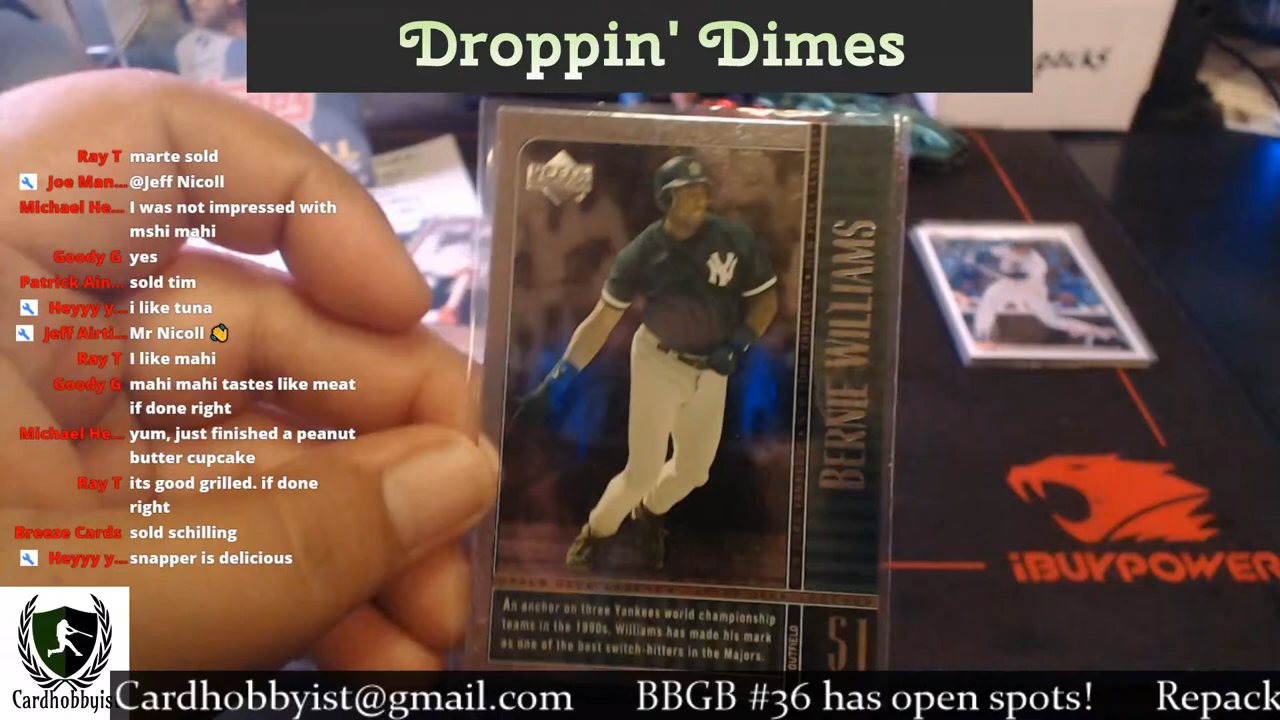 Droppin' Dimes
packs
Ray T marte sold
Joe Man... @Jeff Nicoll
Michael He... I was not impressed with
mshi mahi
Goody G yes
Patrick Ain... sold tim
Heyyy y... i like tuna
Jeff Airti... Mr Nicoll 👏
Ray T I like mahi
Goody G mahi mahi tastes like meat
if done right
Michael He... yum, just finished a peanut
butter cupcake
Ray T its good grilled. if done
right
Breeze Cards sold schilling
Heyyy y... snapper is delicious
BERNIE WILLIAMS
An anchor on three Yankees world championship
teams in the 1990s, Williams has made his mark
as one of the best switch-hitters in the Majors.
OUTFIELD
51
iBUYPOWER
Cardhobbyis
Cardhobbyist@gmail.com BBGB #36 has open spots! Repack